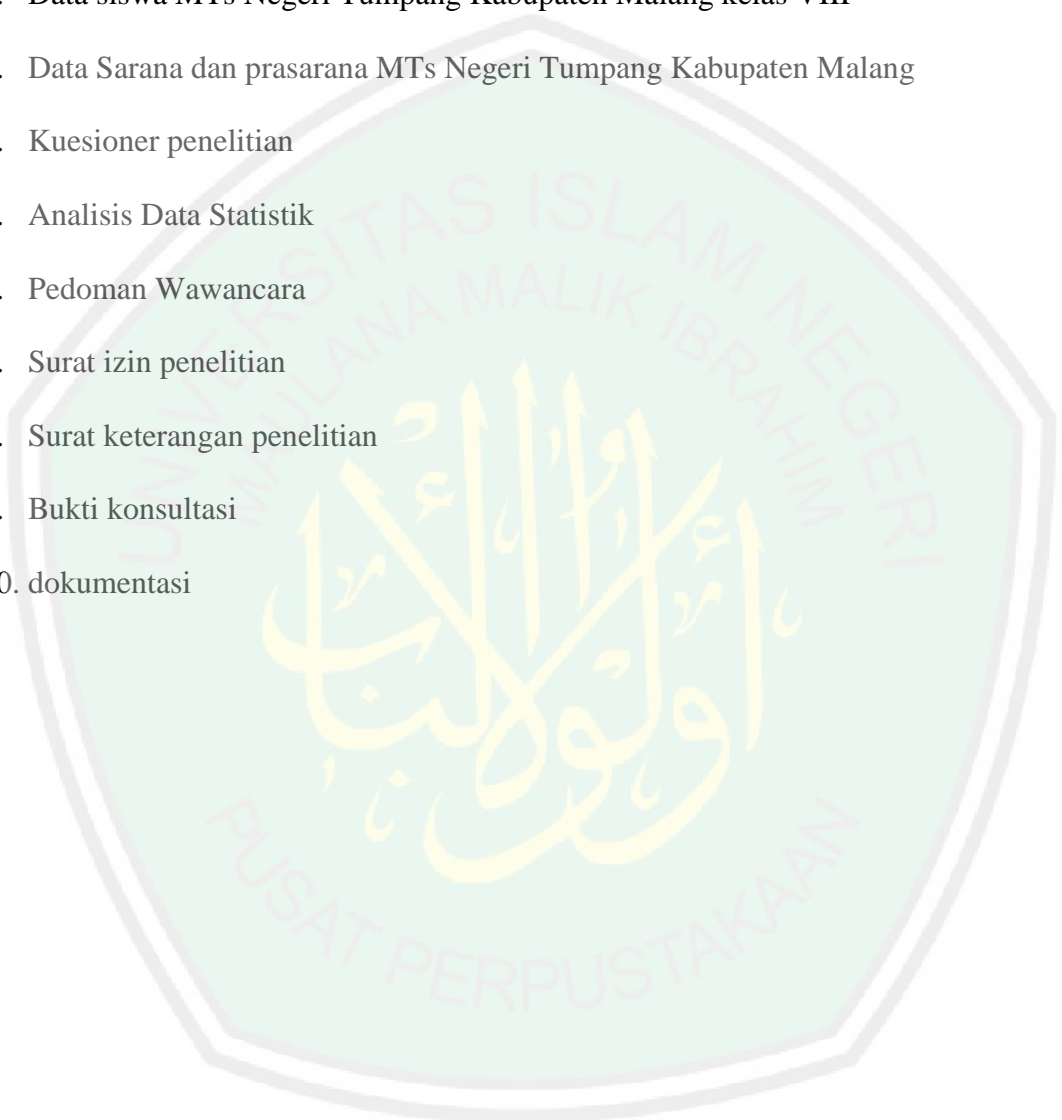 . Data siswa MTs Negeri Tumpang Kabupaten Malang kelas VIII
. Data Sarana dan prasarana MTs Negeri Tumpang Kabupaten Malang
. Kuesioner penelitian
. Analisis Data Statistik
. Pedoman Wawancara
. Surat izin penelitian
. Surat keterangan penelitian
. Bukti konsultasi
0. dokumentasi
UNIVERSITAS ISLAM NEGERI
MAULANA MALIK IBRAHIM
PUSAT PERPUSTAKAAN